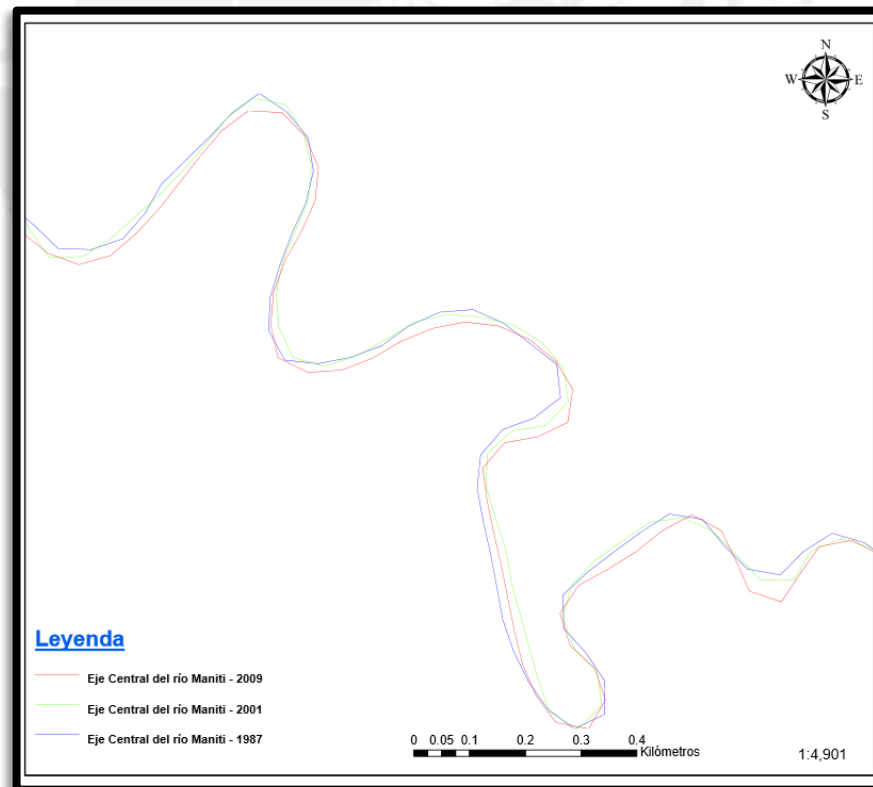 N
W E
S
Leyenda
Eje Central del río Maniti - 2009
Eje Central del río Maniti - 2001
Eje Central del río Maniti - 1987
0 0.05 0.1 0.2 0.3 0.4
Kilómetros
1:4,901